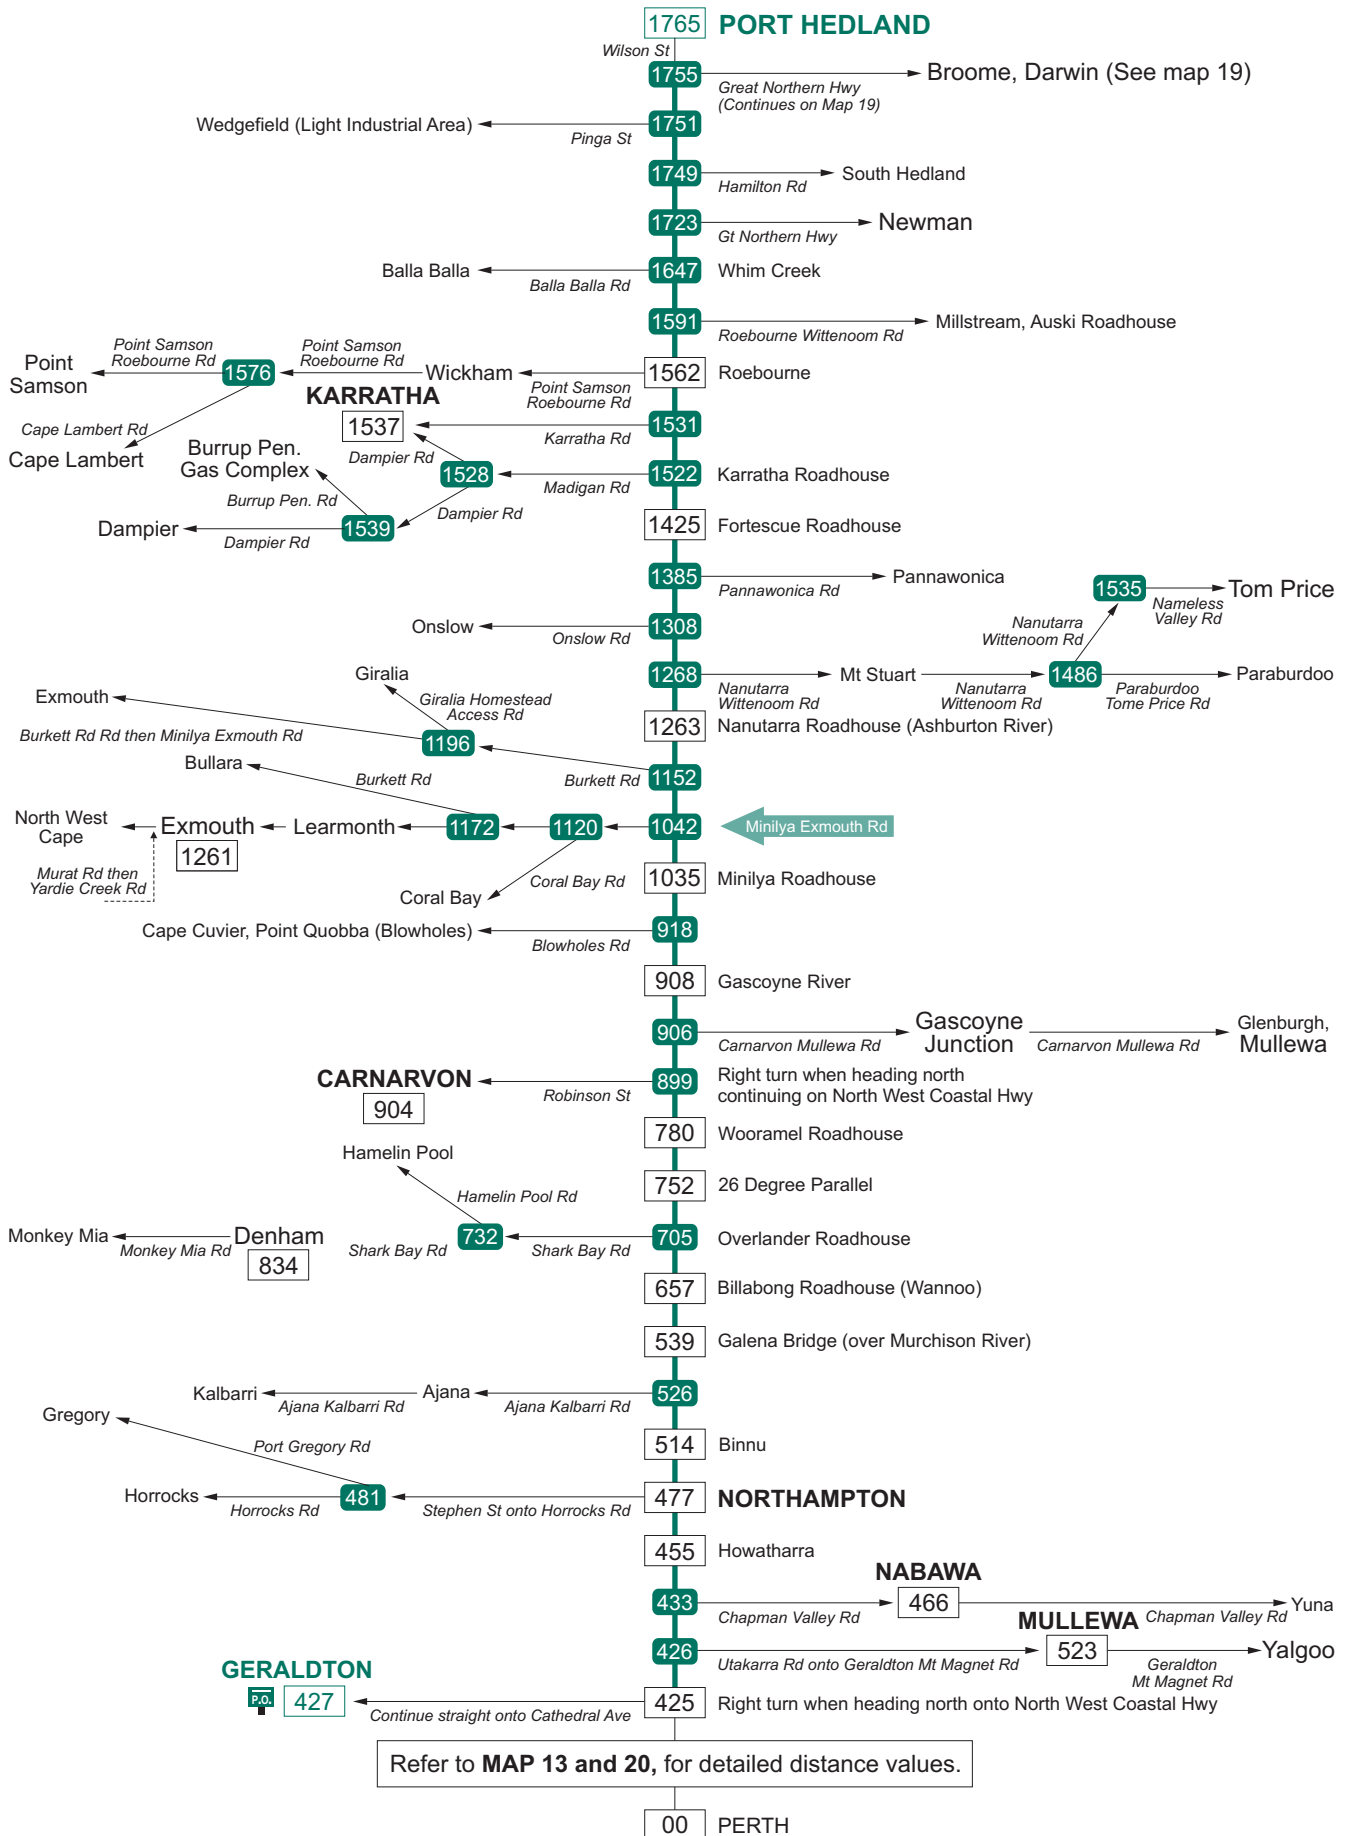 1765 PORT HEDLAND
Wilson St
1755 Broome, Darwin (See map 19)
Great Northern Hwy
(Continues on Map 19)
Wedgefield (Light Industrial Area) 1751
Pinga St
1749 South Hedland
Hamilton Rd
1723 Newman
Gt Northern Hwy
Balla Balla 1647 Whim Creek
Balla Balla Rd
1591 Millstream, Auski Roadhouse
Roebourne Wittenoom Rd
Point Samson
Roebourne Rd
Point Samson
Roebourne Rd
Point
Samson
1576 Wickham 1562 Roebourne
Point Samson
Roebourne Rd
KARRATHA
1537 1531
Karratha Rd
Cape Lambert Rd
Cape Lambert
Burrup Pen.
Gas Complex
Dampier Rd
1528 1522 Karratha Roadhouse
Madigan Rd
Burrup Pen. Rd
Dampier Rd
Dampier 1539 1425 Fortescue Roadhouse
Dampier Rd
1385 Pannawonica
Pannawonica Rd
1535 Tom Price
Nameless
Valley Rd
Nanutarra
Wittenoom Rd
Onslow 1308
Onslow Rd
1268 Mt Stuart 1486 Paraburdoo
Nanutarra
Wittenoom Rd
Nanutarra
Wittenoom Rd
Paraburdoo
Tome Price Rd
Giralia
Exmouth
Giralia Homestead
Access Rd
1263 Nanutarra Roadhouse (Ashburton River)
Burkett Rd Rd then Minilya Exmouth Rd
1196
Bullara
Burkett Rd
Burkett Rd
1152
North West
Cape
Exmouth Learmonth 1172 1120 1042 Minilya Exmouth Rd
1261
Murat Rd then
Yardie Creek Rd
Coral Bay Rd
Coral Bay
1035 Minilya Roadhouse
Cape Cuvier, Point Quobba (Blowholes) 918
Blowholes Rd
908 Gascoyne River
906
Carnarvon Mullewa Rd
Gascoyne
Junction
Carnarvon Mullewa Rd
Glenburgh,
Mullewa
CARNARVON 899
904
Robinson St
Right turn when heading north
continuing on North West Coastal Hwy
780 Wooramel Roadhouse
Hamelin Pool
752 26 Degree Parallel
Hamelin Pool Rd
Monkey Mia Denham 732 705 Overlander Roadhouse
Monkey Mia Rd
834
Shark Bay Rd
Shark Bay Rd
657 Billabong Roadhouse (Wannoo)
539 Galena Bridge (over Murchison River)
Kalbarri Ajana 526
Ajana Kalbarri Rd
Ajana Kalbarri Rd
Gregory
Port Gregory Rd
514 Binnu
Horrocks 481 477 NORTHAMPTON
Horrocks Rd
Stephen St onto Horrocks Rd
455 Howatharra
NABAWA
433 466 Yuna
Chapman Valley Rd
Chapman Valley Rd
MULLEWA
426 523 Yalgoo
Utakarra Rd onto Geraldton Mt Magnet Rd
Geraldton
Mt Magnet Rd
GERALDTON
P.O. 427
Continue straight onto Cathedral Ave
425 Right turn when heading north onto North West Coastal Hwy
Refer to MAP 13 and 20, for detailed distance values.
00 PERTH